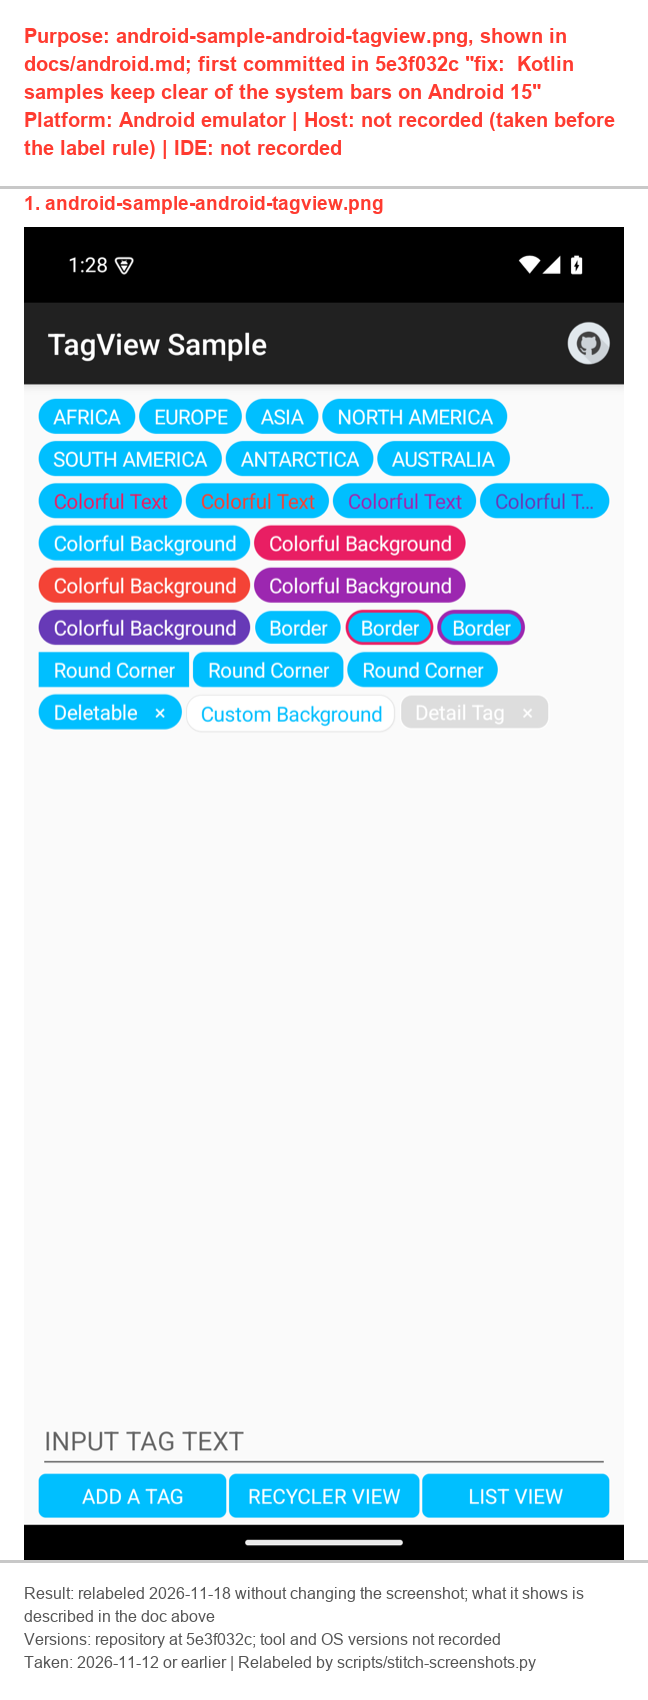 Purpose: android-sample-android-tagview.png, shown in
docs/android.md; first committed in 5e3f032c "fix:  Kotlin
samples keep clear of the system bars on Android 15"
Platform: Android emulator | Host: not recorded (taken before
the label rule) | IDE: not recorded
1. android-sample-android-tagview.png
1:28
TagView Sample
AFRICA EUROPE ASIA NORTH AMERICA
SOUTH AMERICA ANTARCTICA AUSTRALIA
Colorful Text Colorful Text Colorful Text Colorful T...
Colorful Background Colorful Background
Colorful Background Colorful Background
Colorful Background Border Border Border
Round Corner Round Corner Round Corner
Deletable × Custom Background Detail Tag ×
INPUT TAG TEXT
ADD A TAG RECYCLER VIEW LIST VIEW
Result: relabeled 2026-11-18 without changing the screenshot; what it shows is
described in the doc above
Versions: repository at 5e3f032c; tool and OS versions not recorded
Taken: 2026-11-12 or earlier | Relabeled by scripts/stitch-screenshots.py